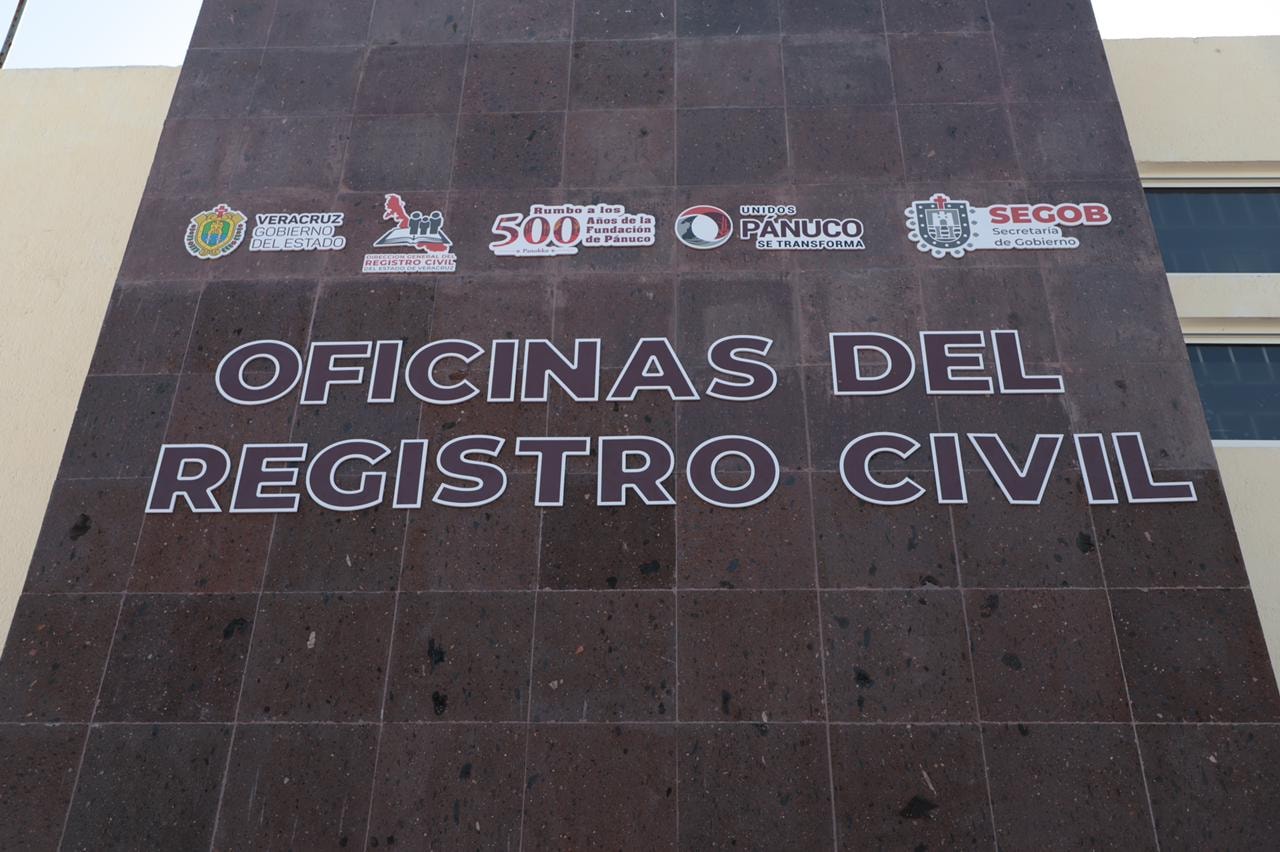 VERACRUZ
GOBIERNO
DEL ESTADO
DIRECCIÓN GENERAL DEL
REGISTRO CIVIL
DEL ESTADO DE VERACRUZ
Rumbo a los
500 Años de la
Fundación
de Pánuco
UNIDOS
PÁNUCO
SE TRANSFORMA
SEGOB
Secretaría
de Gobierno
OFICINAS DEL
REGISTRO CIVIL